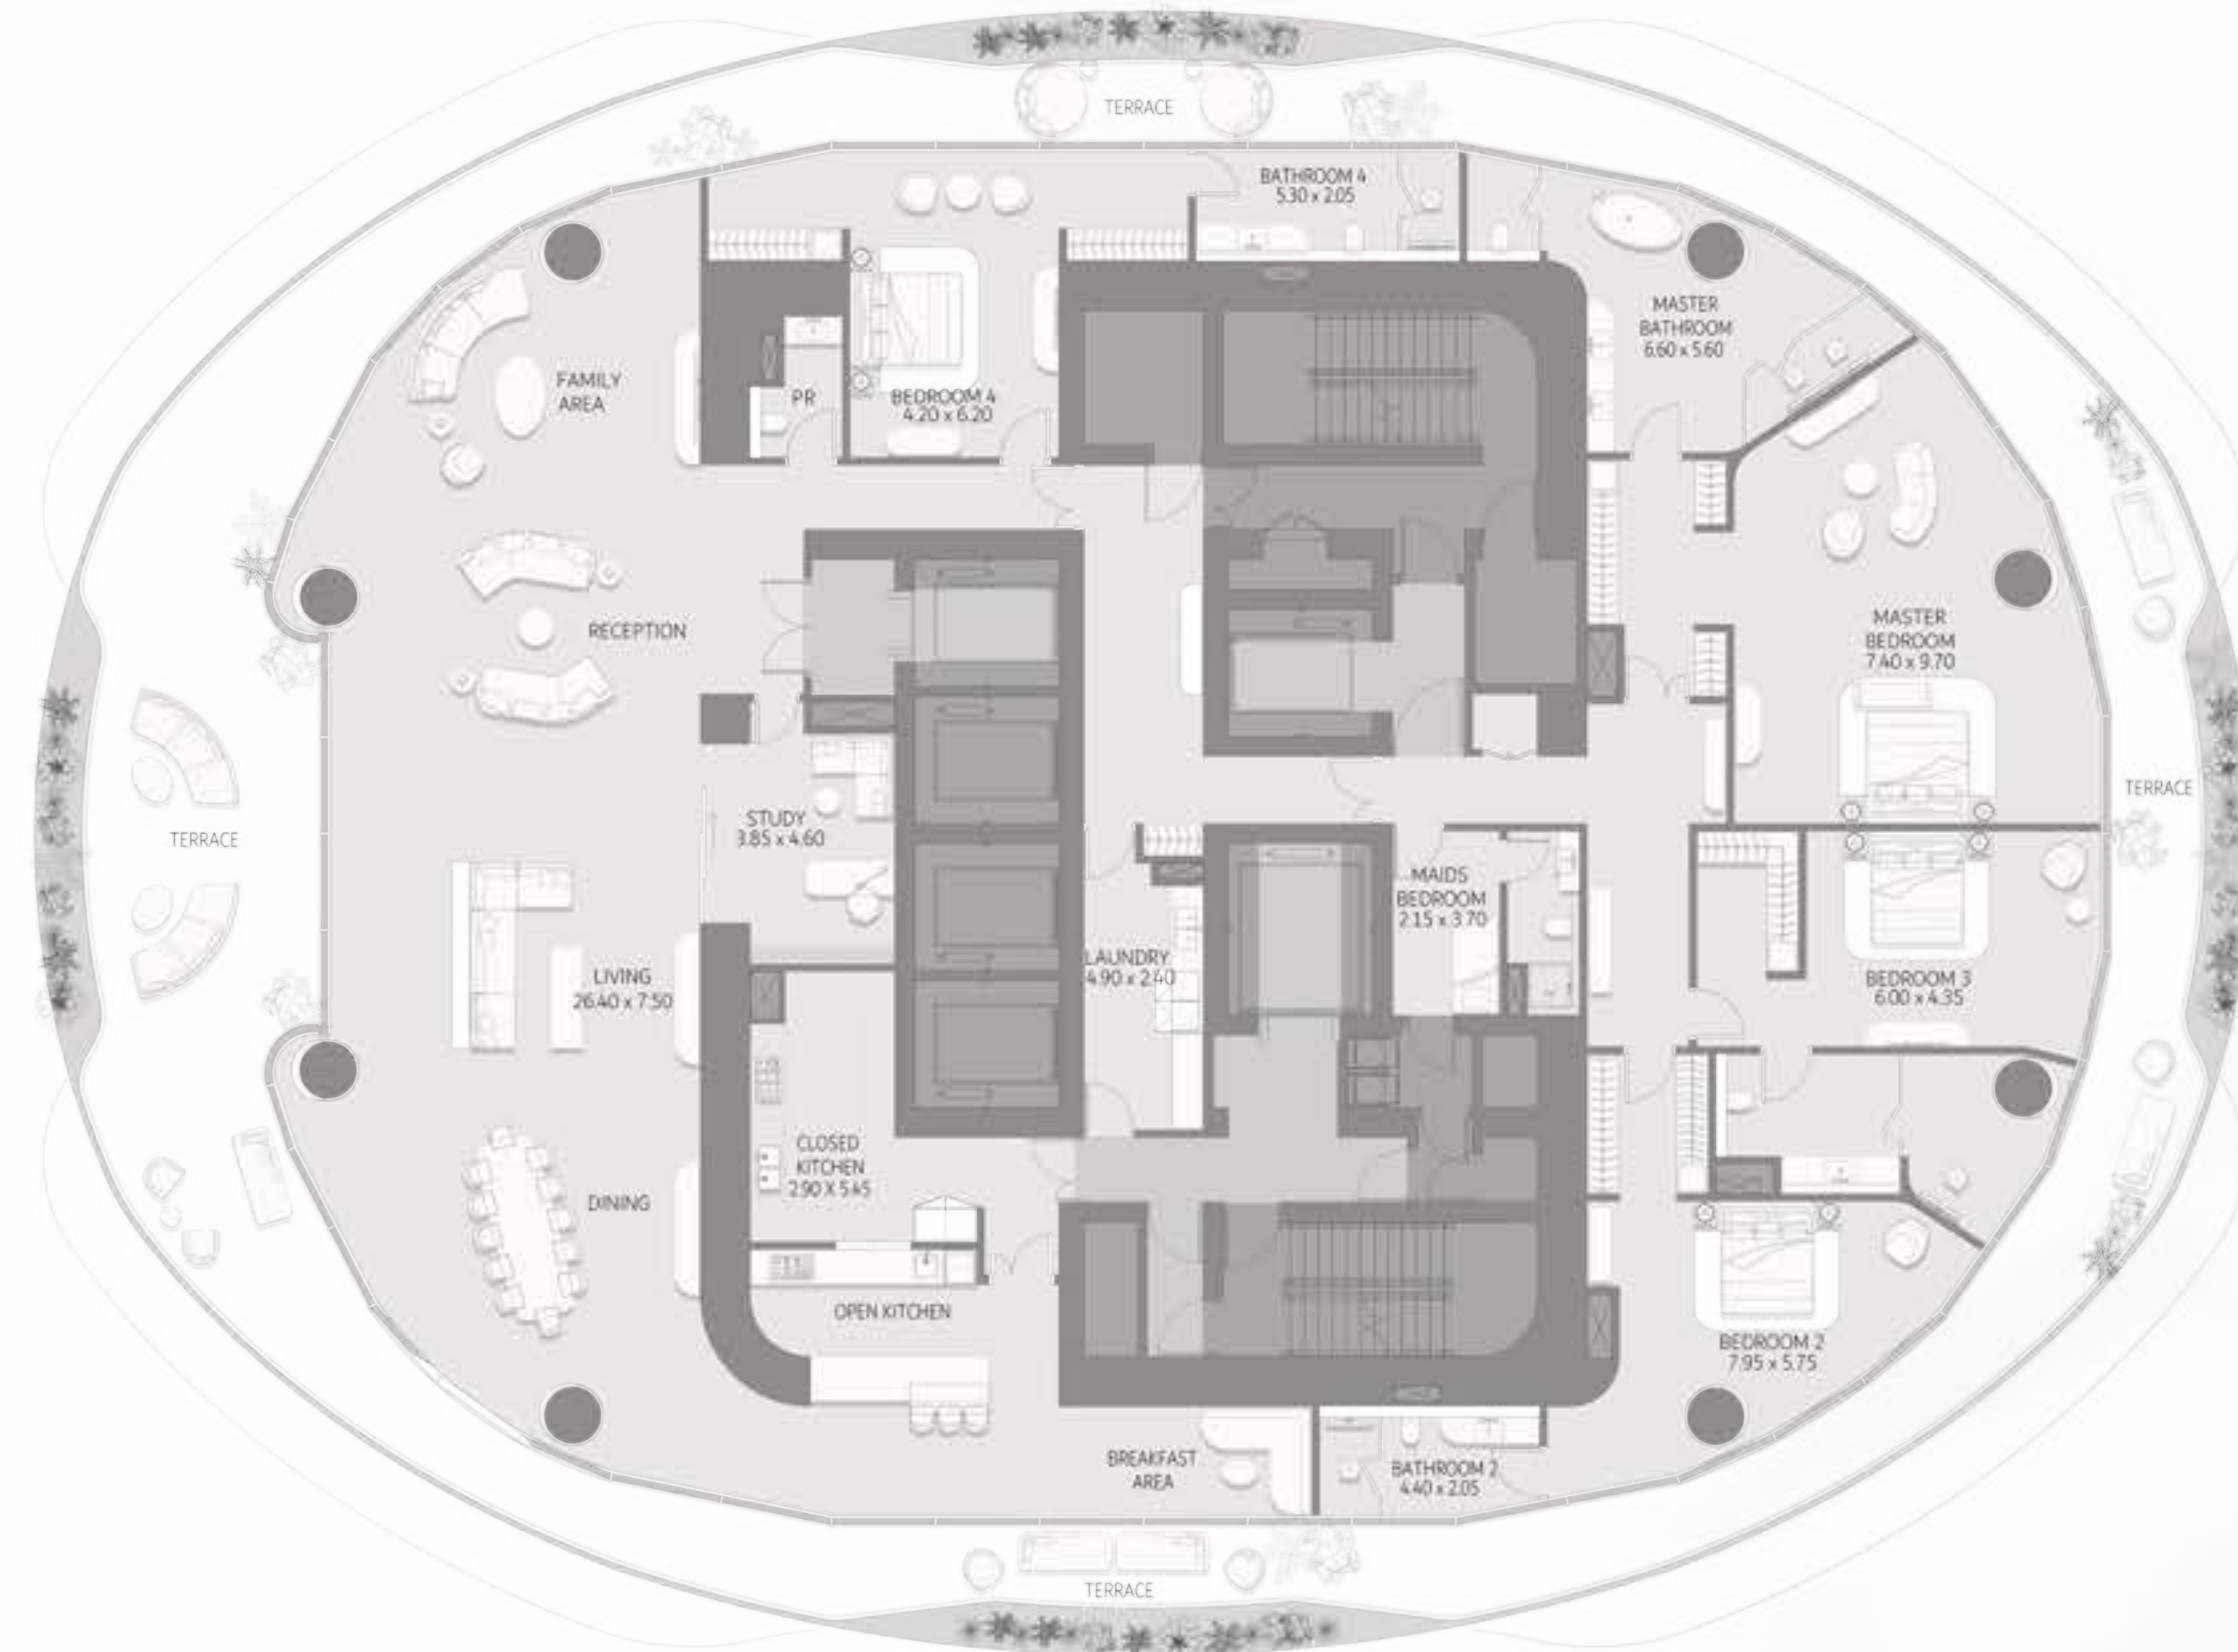 TERRACE
BATHROOM 4
5.30 x 2.05
MASTER
BATHROOM
6.60 x 5.60
FAMILY
AREA
PR
BEDROOM 4
4.20 x 6.20
RECEPTION
MASTER
BEDROOM
7.40 x 9.70
TERRACE
TERRACE
STUDY
3.85 x 4.60
MAIDS
BEDROOM
2.15 x 3.70
LAUNDRY
4.90 x 2.40
LIVING
26.40 x 7.50
BEDROOM 3
6.00 x 4.35
CLOSED
KITCHEN
2.90 X 5.45
DINING
OPEN KITCHEN
BEDROOM 2
7.95 x 5.75
BREAKFAST
AREA
BATHROOM 2
4.40 x 2.05
TERRACE